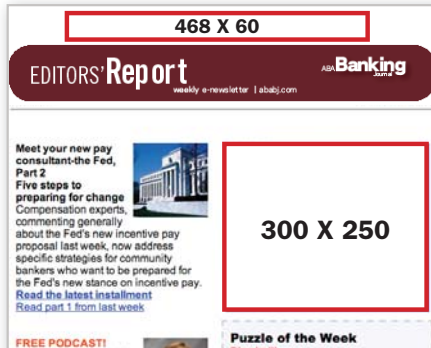 468 X 60
EDITORS' Report
weekly e-newsletter | ababj.com
ABA Banking
Journal
Meet your new pay
consultant-the Fed,
Part 2
Five steps to
preparing for change
Compensation experts,
commenting generally
about the Fed's new incentive pay
proposal last week, now address
specific strategies for community
bankers who want to be prepared for
the Fed's new stance on incentive pay.
Read the latest installment
Read part 1 from last week
FREE PODCAST!
300 X 250
Puzzle of the Week